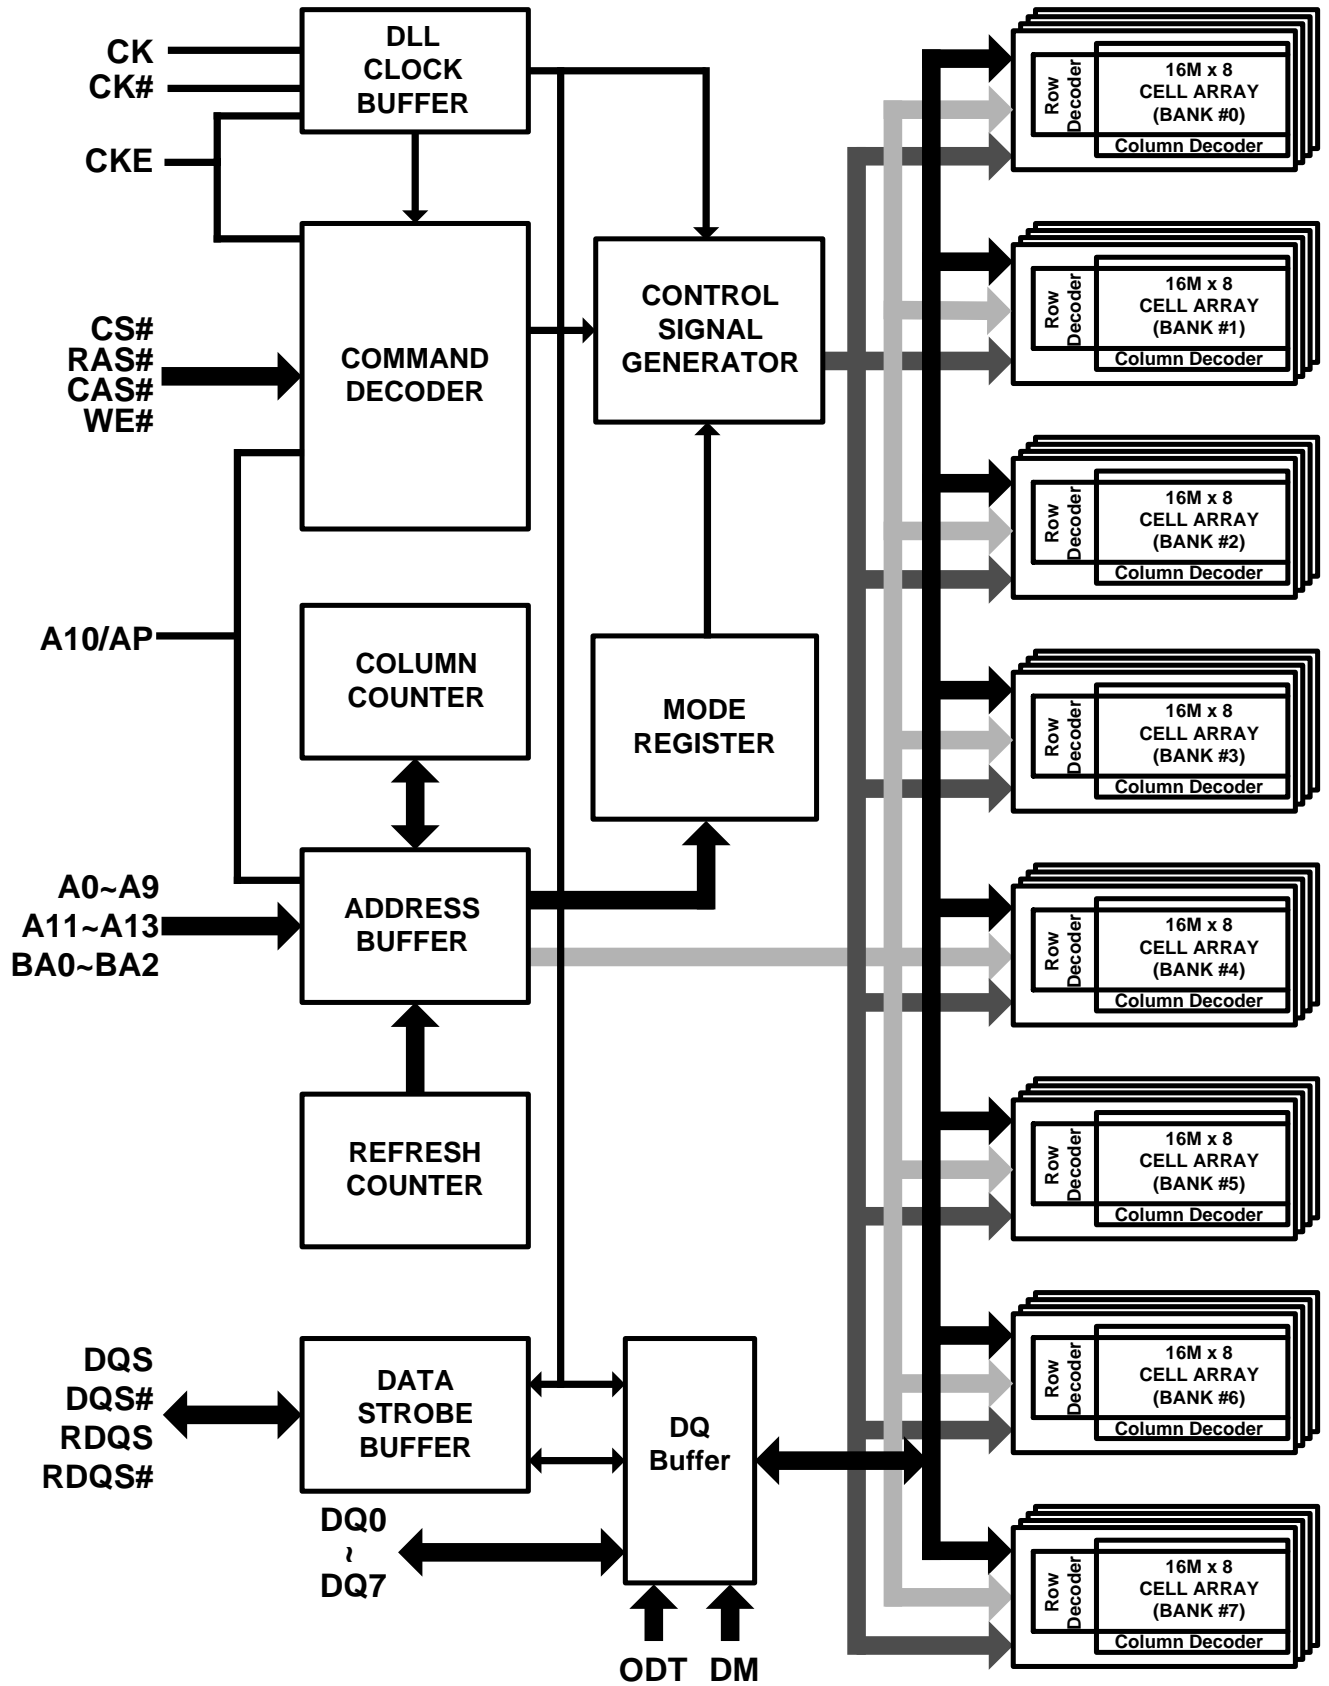 CK
CK#
CKE
CS#
RAS#
CAS#
WE#
A10/AP
A0~A9
A11~A13
BA0~BA2
DQS
DQS#
RDQS
RDQS#
DLL
CLOCK
BUFFER
COMMAND
DECODER
COLUMN
COUNTER
ADDRESS
BUFFER
REFRESH
COUNTER
DATA
STROBE
BUFFER
DQ0
~
DQ7
CONTROL
SIGNAL
GENERATOR
MODE
REGISTER
DQ
Buffer
ODT DM
Row
Decoder
16M x 8
CELL ARRAY
(BANK #0)
Column Decoder
Row
Decoder
16M x 8
CELL ARRAY
(BANK #1)
Column Decoder
Row
Decoder
16M x 8
CELL ARRAY
(BANK #2)
Column Decoder
Row
Decoder
16M x 8
CELL ARRAY
(BANK #3)
Column Decoder
Row
Decoder
16M x 8
CELL ARRAY
(BANK #4)
Column Decoder
Row
Decoder
16M x 8
CELL ARRAY
(BANK #5)
Column Decoder
Row
Decoder
16M x 8
CELL ARRAY
(BANK #6)
Column Decoder
Row
Decoder
16M x 8
CELL ARRAY
(BANK #7)
Column Decoder